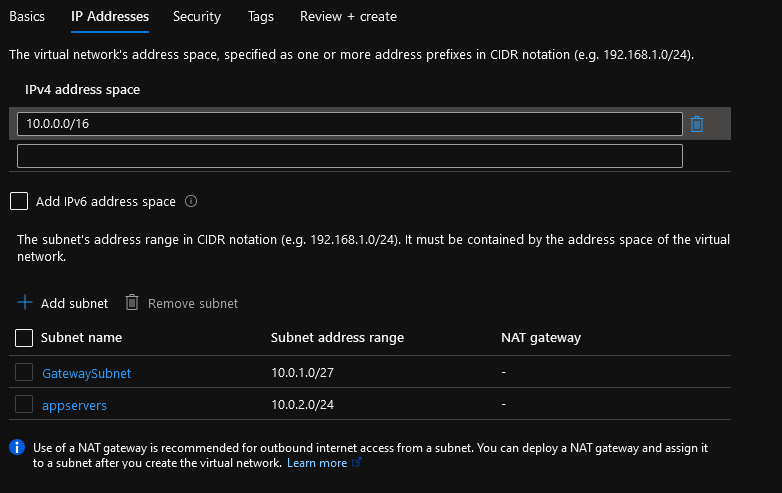 Basics IP Addresses Security Tags Review + create
The virtual network's address space, specified as one or more address prefixes in CIDR notation (e.g. 192.168.1.0/24).
IPv4 address space
10.0.0.0/16
Add IPv6 address space
The subnet's address range in CIDR notation (e.g. 192.168.1.0/24). It must be contained by the address space of the virtual
network.
Add subnet Remove subnet
Subnet name Subnet address range NAT gateway
GatewaySubnet 10.0.1.0/27 -
appservers 10.0.2.0/24 -
Use of a NAT gateway is recommended for outbound internet access from a subnet. You can deploy a NAT gateway and assign it
to a subnet after you create the virtual network. Learn more